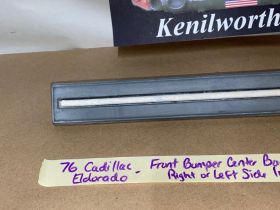 Kenilworth
76 Cadillac - Front Bumper Center Ba
Eldorado Right or Left Side